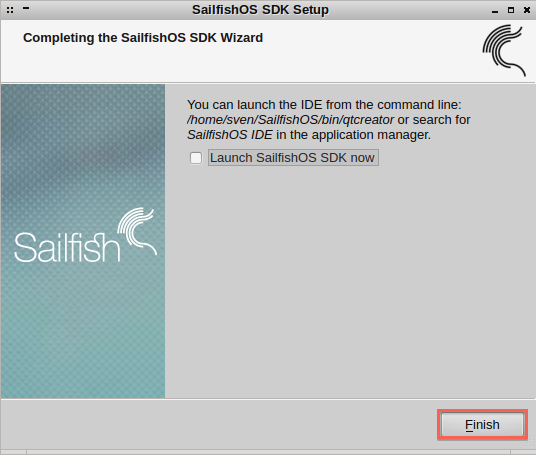 SailfishOS SDK Setup
Completing the SailfishOS SDK Wizard
You can launch the IDE from the command line:
/home/sven/SailfishOS/bin/qtcreator or search for
SailfishOS IDE in the application manager.
Launch SailfishOS SDK now
Sailfish
Finish